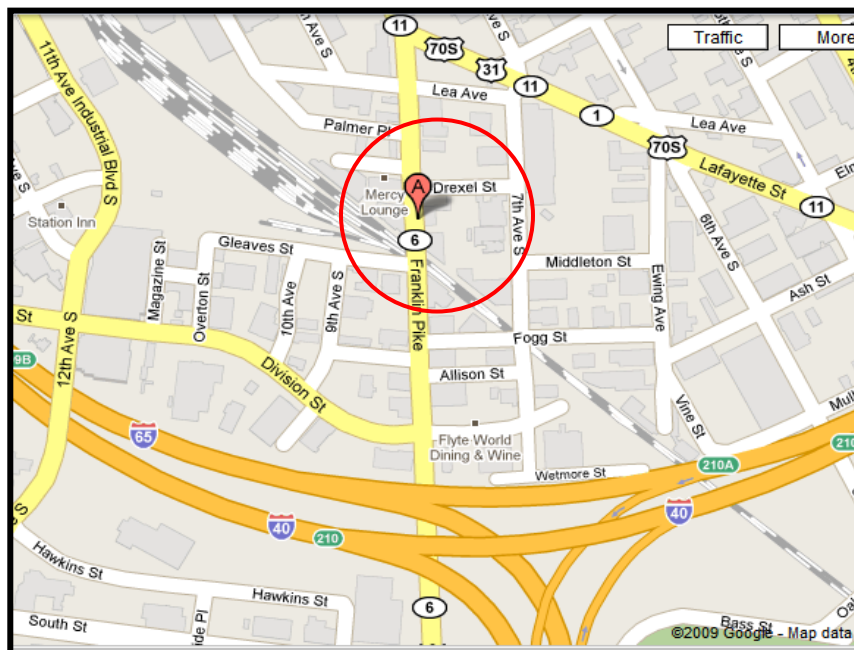 11
70S
31
11
1
70S
11
Traffic
More
11th Ave Industrial Blvd S
Lea Ave
Lea Ave
Palmer Pl
Lafayette St
Mercy
Lounge
A
Drexel St
7th Ave S
6th Ave S
Station Inn
6
Gleaves St
Franklin Pike
Middleton St
Ewing Ave
Ash St
Magazine St
Overton St
10th Ave
9th Ave S
St
12th Ave S
Division St
Fogg St
Allison St
9B
65
Flyte World
Dining & Wine
Vine St
Wetmore St
210A
210
40
40
210
Hawkins St
Hawkins St
6
South St
Bass St
©2009 Google - Map data